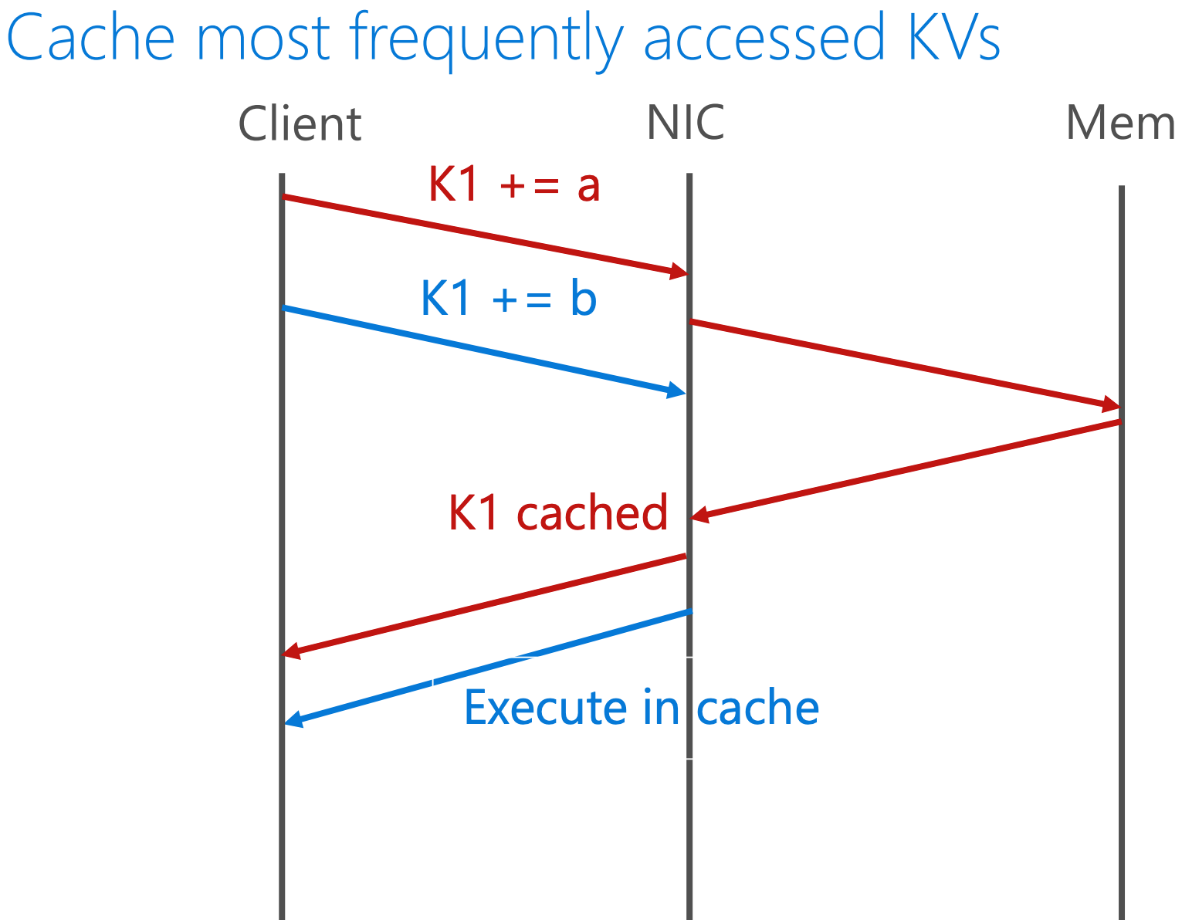 Cache most frequently accessed KVs
Client NIC Mem
K1 += a
K1 += b
K1 cached
Execute in cache